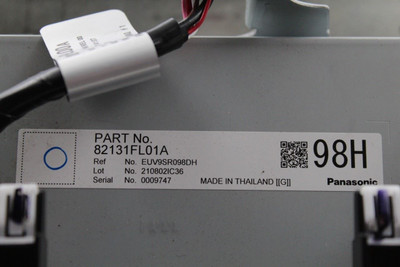 PART No.
82131FL01A
Ref No. EUV9SR098DH
Lot No. 210802IC36
Serial No. 0009747
MADE IN THAILAND [[G]]
98H
Panasonic